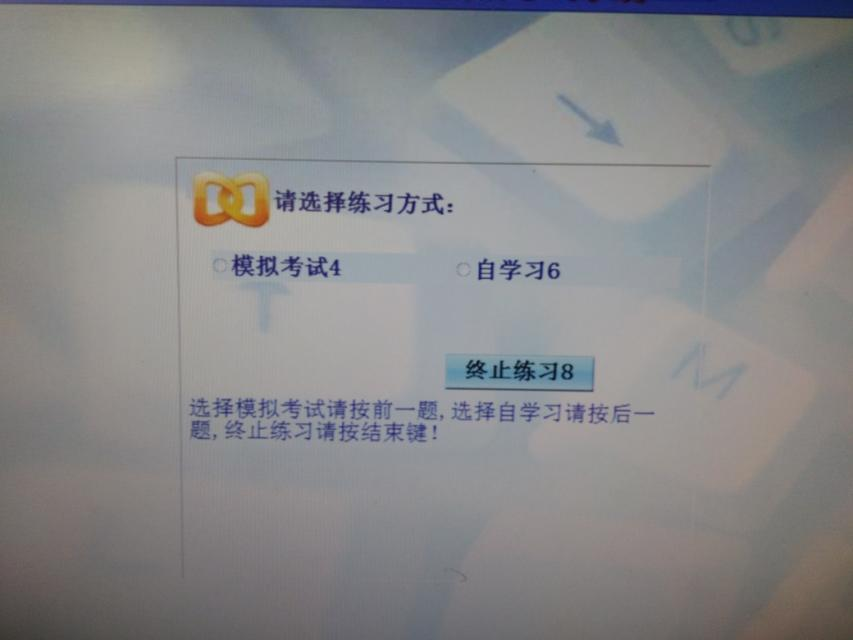 请选择练习方式：
模拟考试4 自学习6
终止练习8
选择模拟考试请按前一题，选择自学习请按后一
题，终止练习请按结束键！